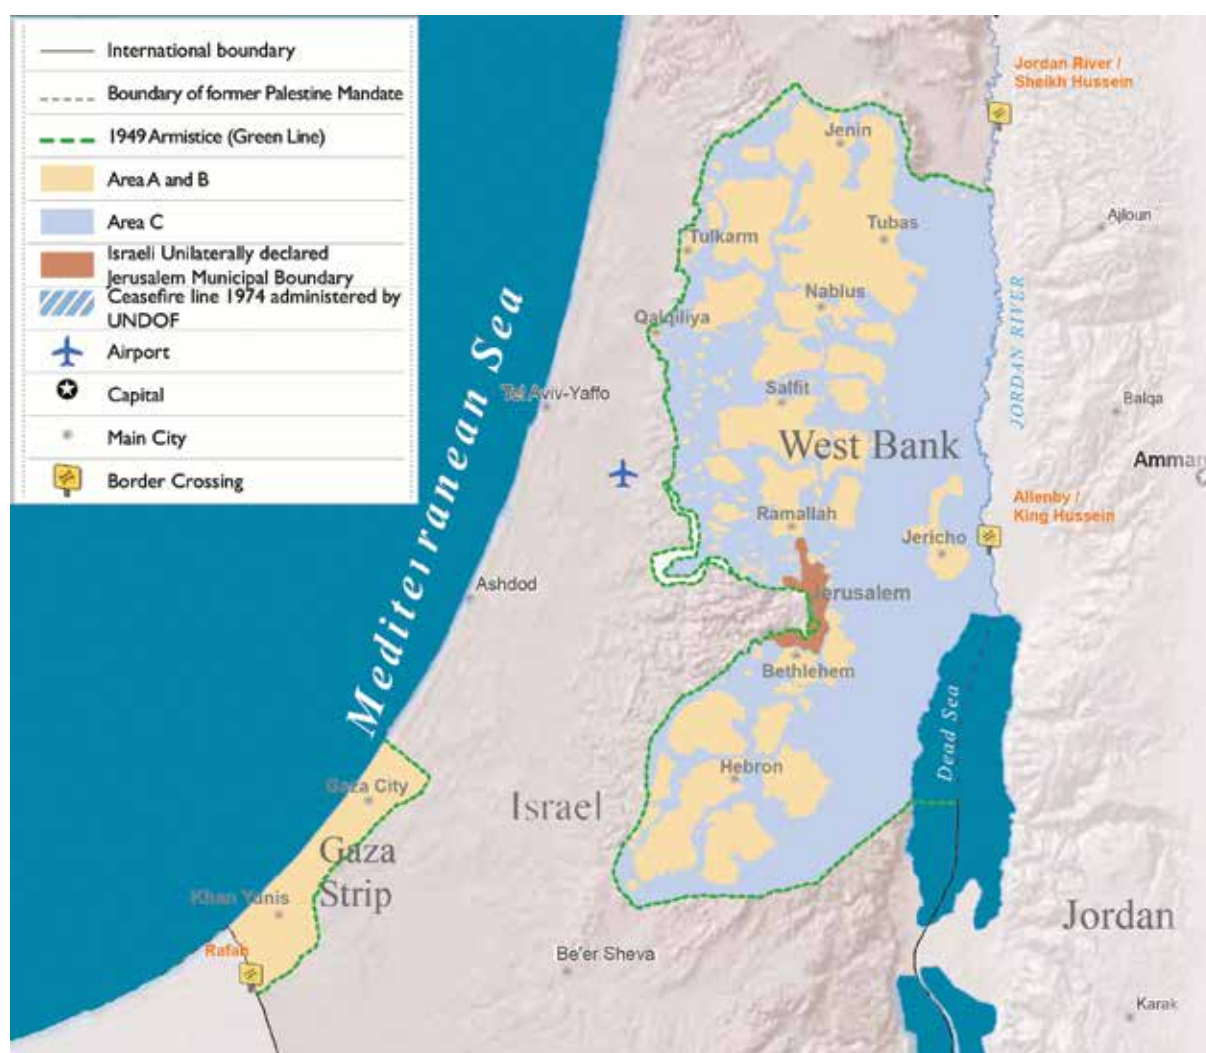 International boundary
Boundary of former Palestine Mandate
1949 Armistice (Green Line)
Area A and B
Area C
Israeli Unilaterally declared
Jerusalem Municipal Boundary
Ceasefire line 1974 administered by
UNDOF
Airport
Capital
Main City
Border Crossing
Jordan River /
Sheikh Hussein
Jenin
Ajloun
Tubas
Tulkarm
Nablus
Qalqiliya
JORDAN RIVER
Mediterranean Sea
Tel Aviv-Yaffo
Salfit
Balqa
West Bank
Amman
Allenby /
King Hussein
Ramallah
Jericho
Ashdod
Jerusalem
Bethlehem
Dead Sea
Hebron
Gaza City
Israel
Gaza
Strip
Khan Yunis
Jordan
Rafah
Be'er Sheva
Karak